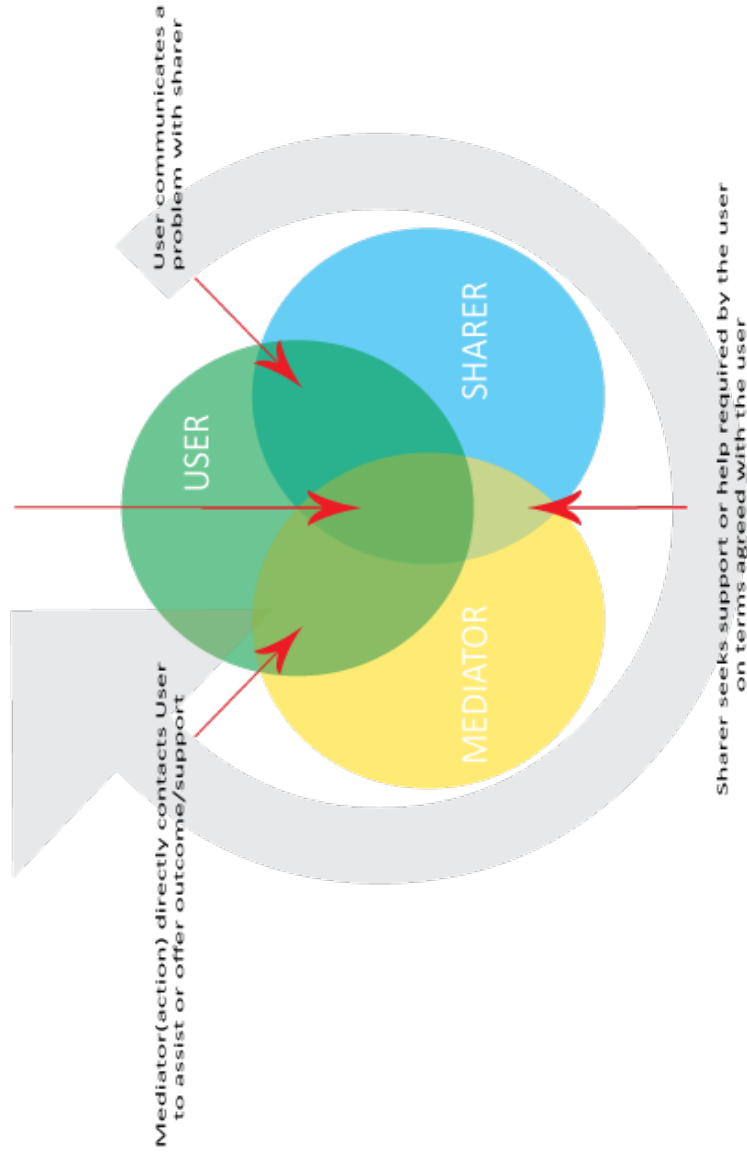 Mediator(action) directly contacts User
to assist or offer outcome/support
User communicates a
problem with sharer
USER
MEDIATOR
SHARER
Sharer seeks support or help required by the user
on terms agreed with the user